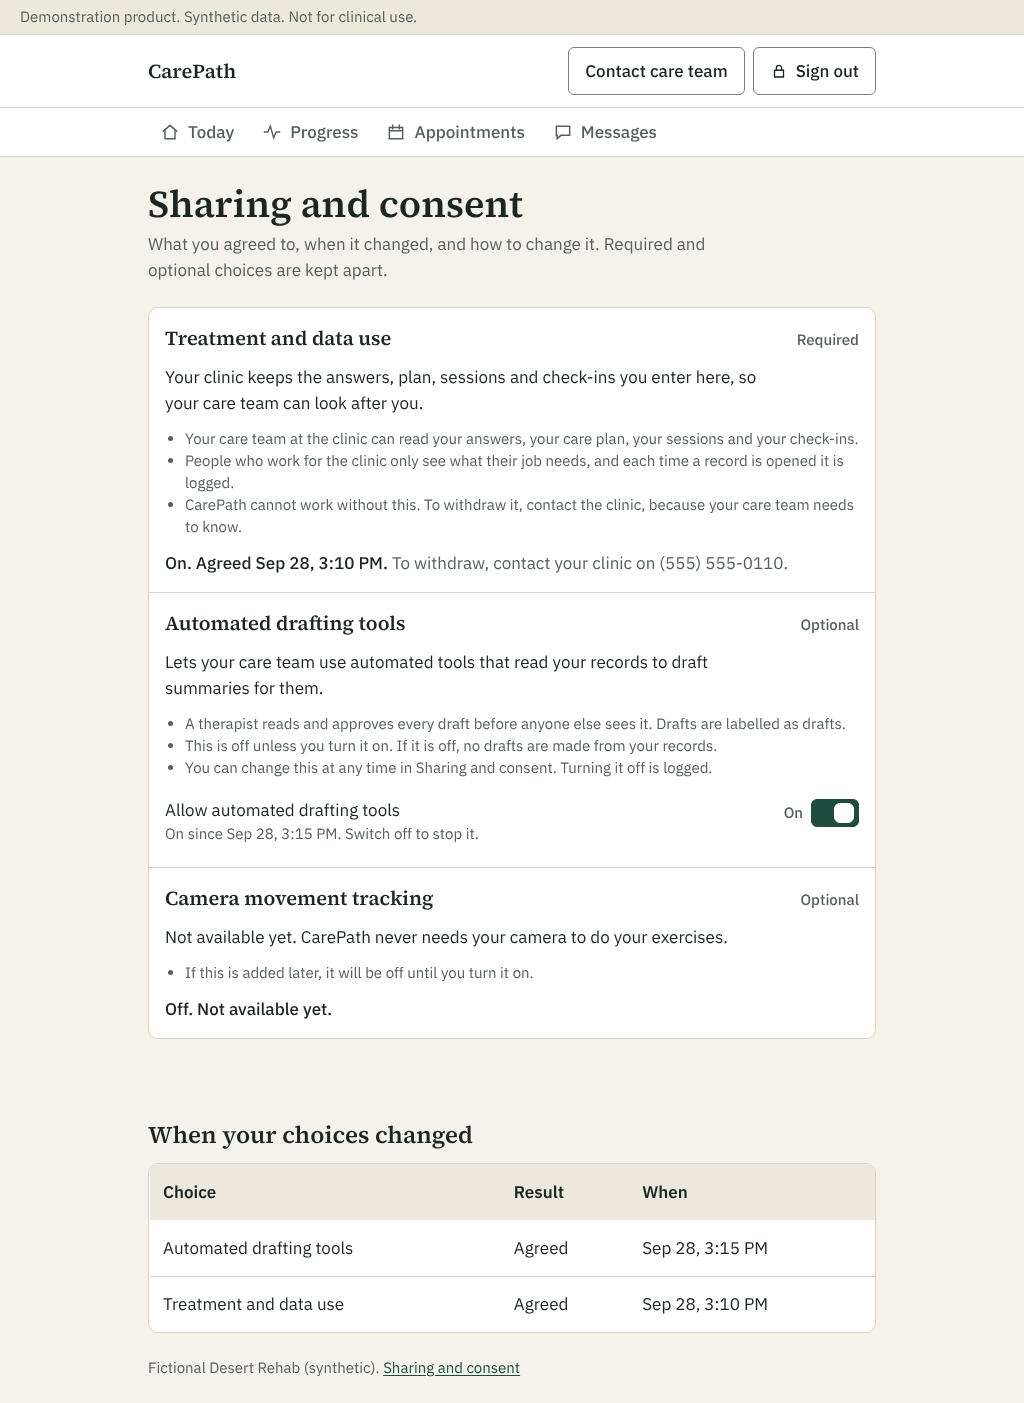 Demonstration product. Synthetic data. Not for clinical use.
CarePath
Contact care team
Sign out
Today
Progress
Appointments
Messages
Sharing and consent
What you agreed to, when it changed, and how to change it. Required and
optional choices are kept apart.
Treatment and data use
Required
Your clinic keeps the answers, plan, sessions and check-ins you enter here, so
your care team can look after you.
• Your care team at the clinic can read your answers, your care plan, your sessions and your check-ins.
• People who work for the clinic only see what their job needs, and each time a record is opened it is
logged.
• CarePath cannot work without this. To withdraw it, contact the clinic, because your care team needs
to know.
On. Agreed Sep 28, 3:10 PM. To withdraw, contact your clinic on (555) 555-0110.
Automated drafting tools
Optional
Lets your care team use automated tools that read your records to draft
summaries for them.
• A therapist reads and approves every draft before anyone else sees it. Drafts are labelled as drafts.
• This is off unless you turn it on. If it is off, no drafts are made from your records.
• You can change this at any time in Sharing and consent. Turning it off is logged.
Allow automated drafting tools
On
On since Sep 28, 3:15 PM. Switch off to stop it.
Camera movement tracking
Optional
Not available yet. CarePath never needs your camera to do your exercises.
• If this is added later, it will be off until you turn it on.
Off. Not available yet.
When your choices changed
Choice Result When
Automated drafting tools Agreed Sep 28, 3:15 PM
Treatment and data use Agreed Sep 28, 3:10 PM
Fictional Desert Rehab (synthetic). Sharing and consent